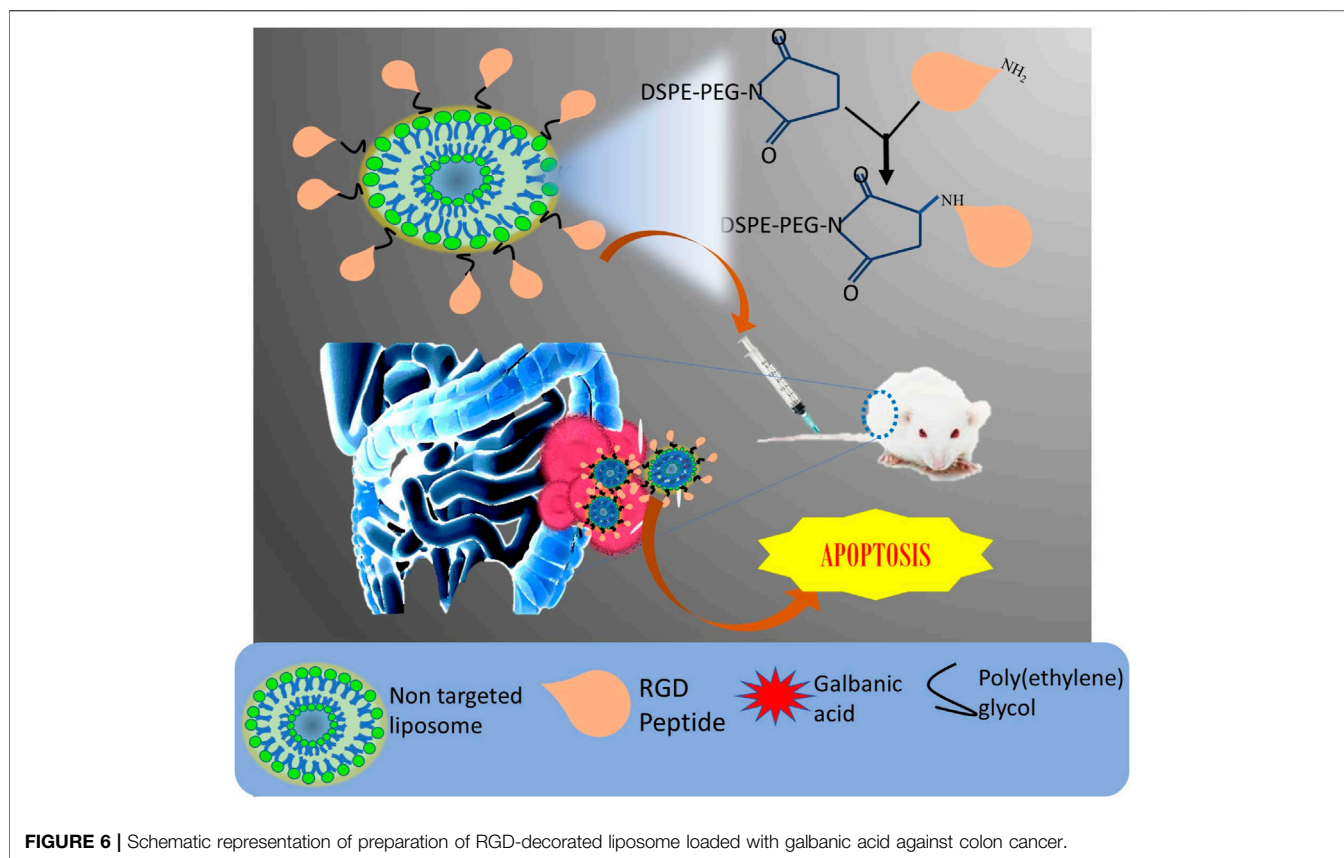 O
DSPE-PEG-N
O
NH2
O
DSPE-PEG-N
NH
O
APOPTOSIS
Non targeted
liposome
RGD
Peptide
Galbanic
acid
Poly(ethylene)
glycol
FIGURE 6 | Schematic representation of preparation of RGD-decorated liposome loaded with galbanic acid against colon cancer.